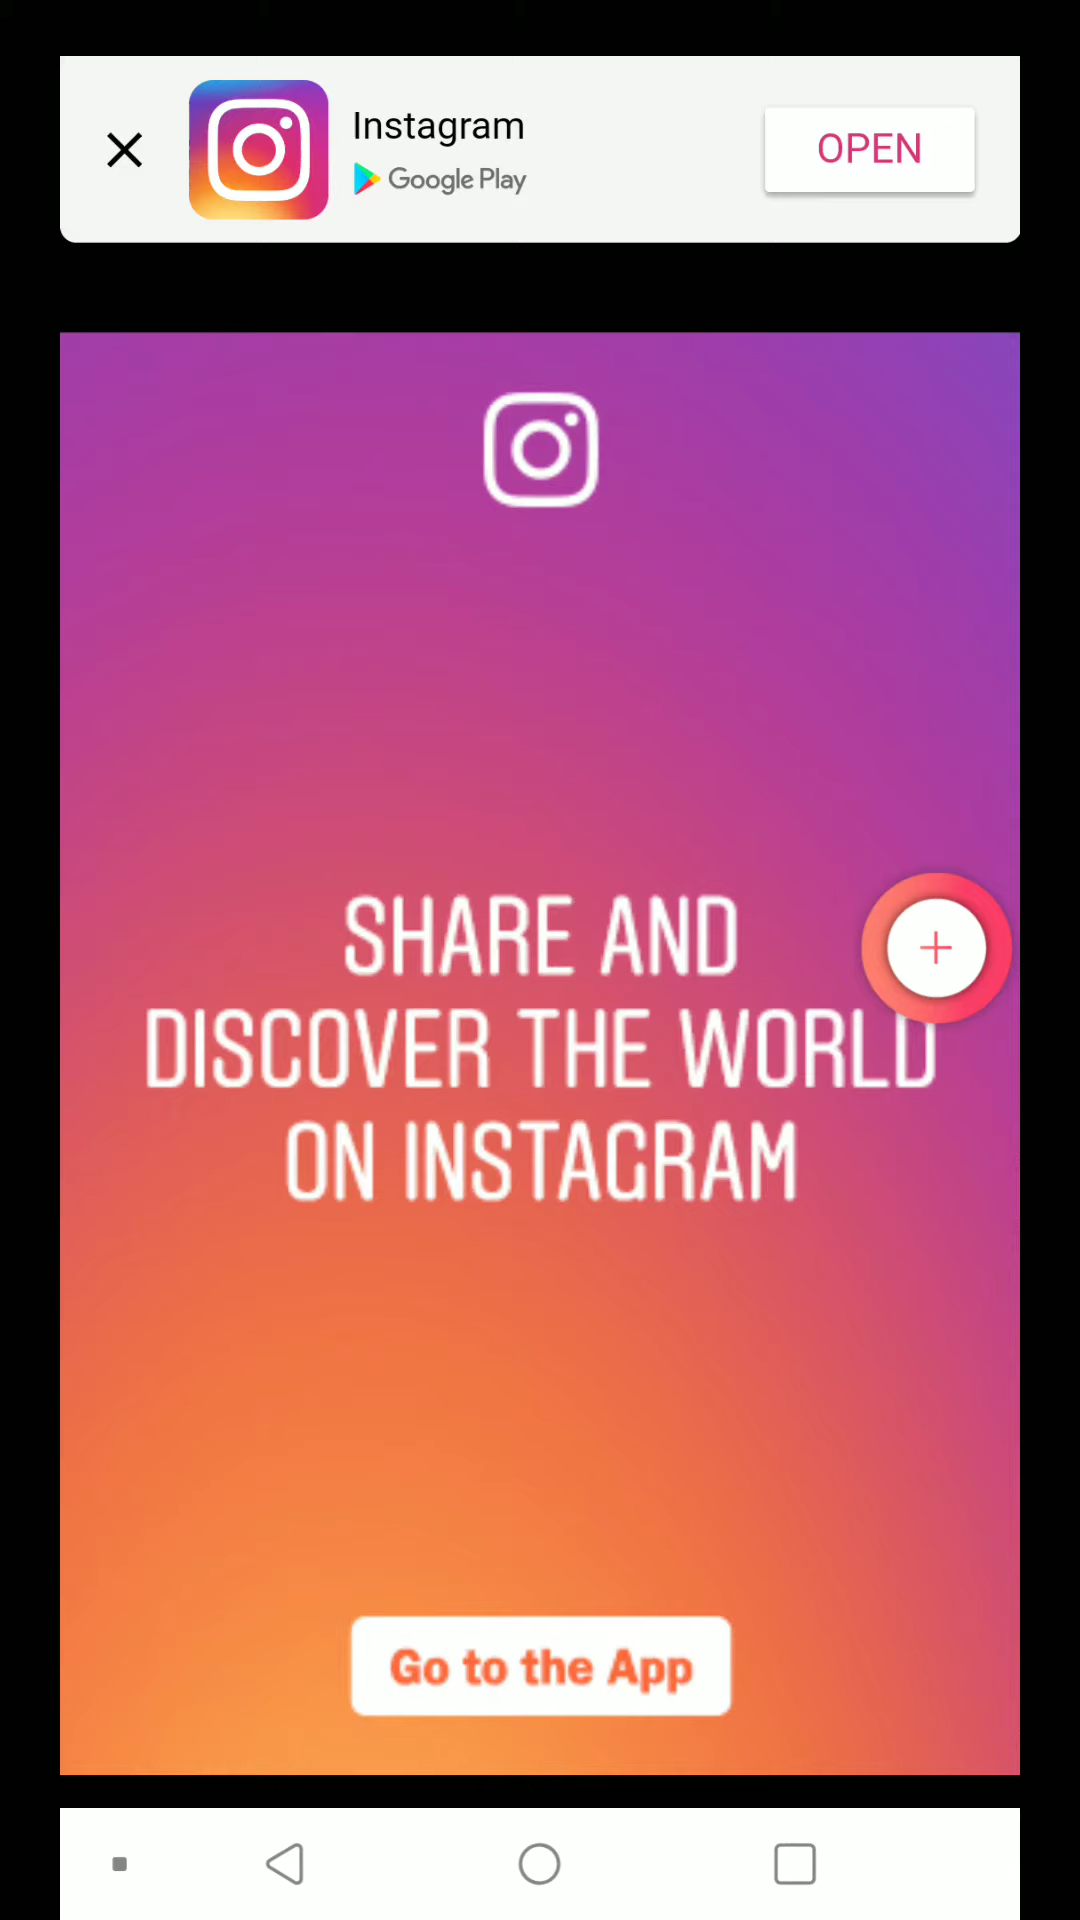 Instagram
Google Play
OPEN
SHARE AND
DISCOVER THE WORLD
ON INSTAGRAM
Go to the App